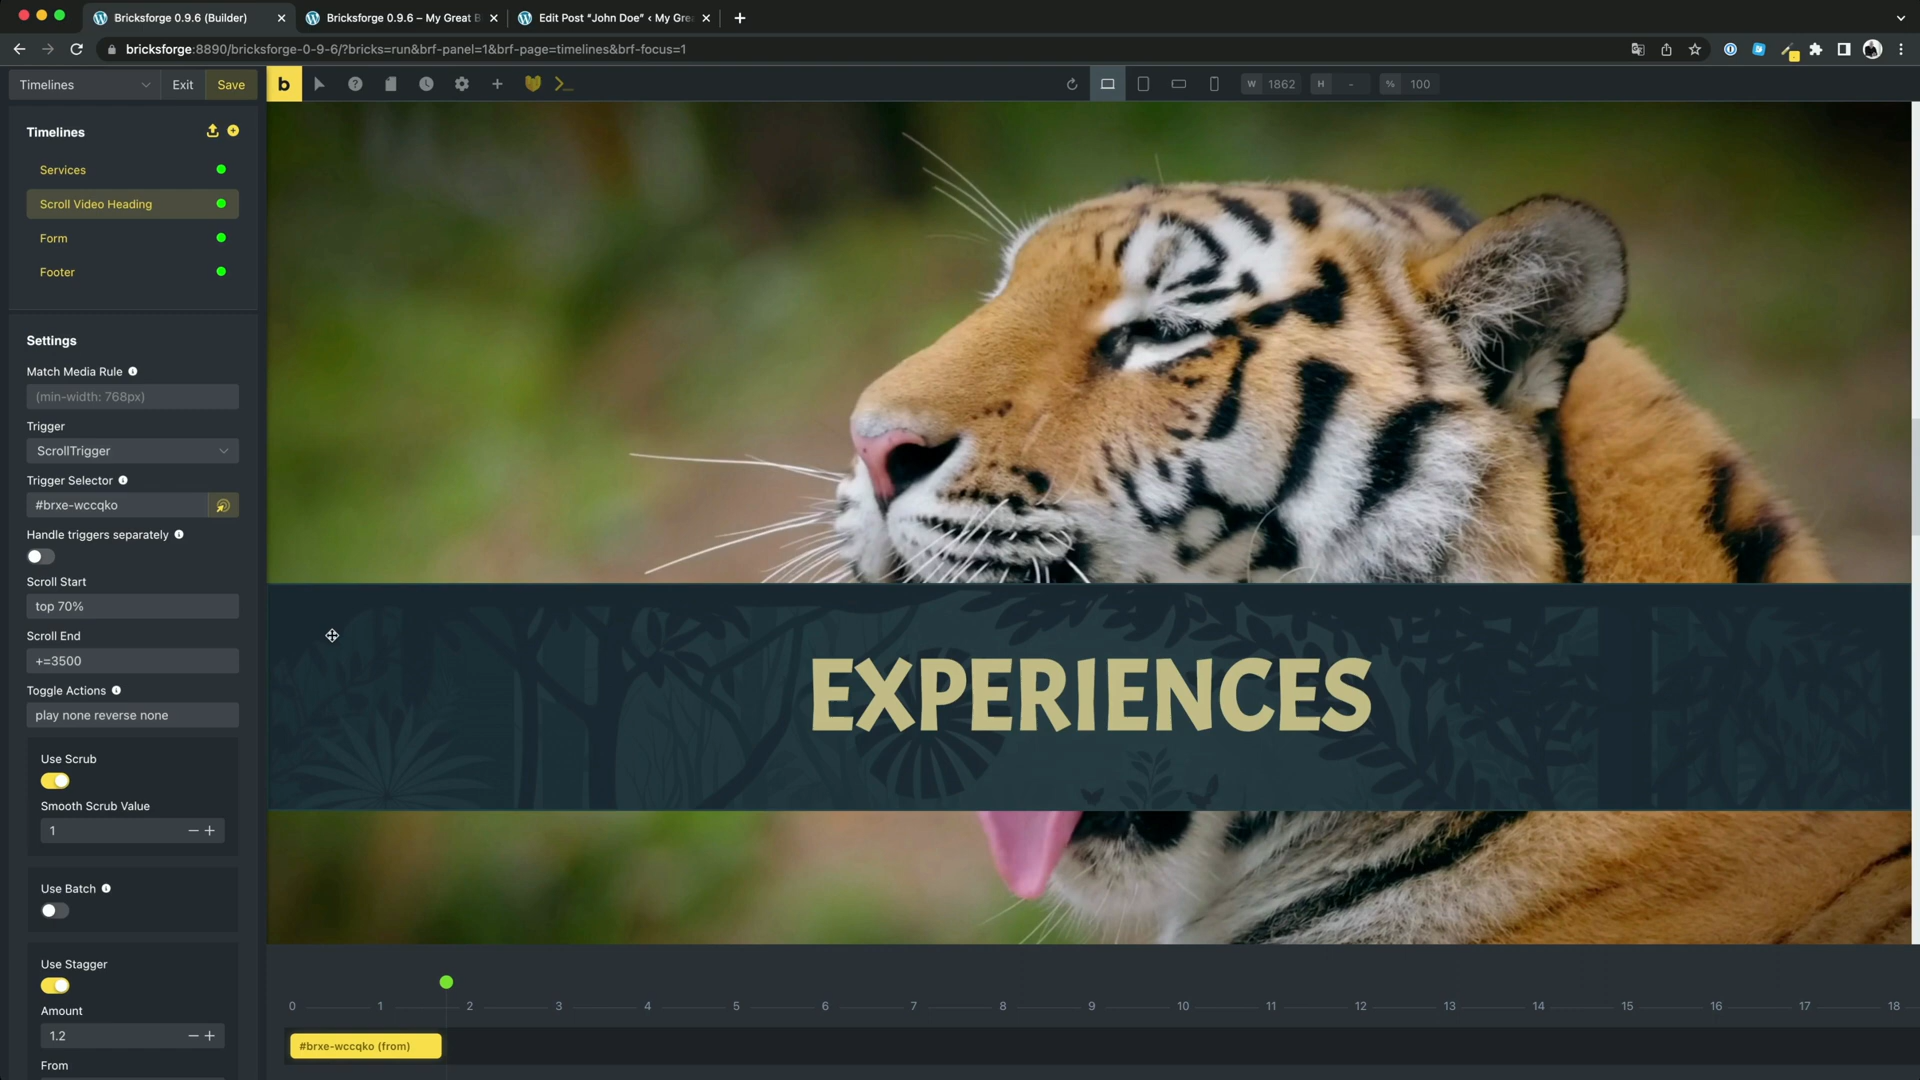 Bricksforge 0.9.6 (Builder)
Bricksforge 0.9.6 – My Great B
Edit Post “John Doe” ‹ My Gre
bricksforge:8890/bricksforge-0-9-6/?bricks=run&brf-panel=1&brf-page=timelines&brf-focus=1
Timelines
Exit
Save
b
W 1862
H -
% 100
Timelines
Services
Scroll Video Heading
Form
Footer
Settings
Match Media Rule
(min-width: 768px)
Trigger
ScrollTrigger
Trigger Selector
#brxe-wccqko
Handle triggers separately
Scroll Start
top 70%
Scroll End
+=3500
Toggle Actions
play none reverse none
Use Scrub
Smooth Scrub Value
1
Use Batch
Use Stagger
Amount
1.2
From
EXPERIENCES
0 1 2 3 4 5 6 7 8 9 10 11 12 13 14 15 16 17 18
#brxe-wccqko (from)